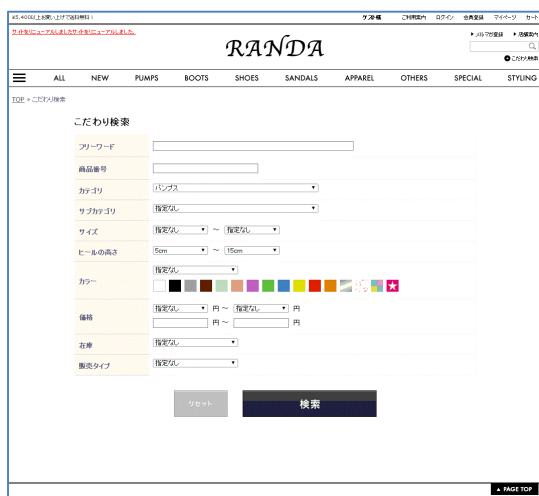 ¥5,400以上お買い上げで送料無料！
ゲスト様 ご利用案内 ログイン 会員登録 マイページ カート
サイトをリニューアルしましたサイトをリニューアルしました。
メルマガ登録 店舗案内
RANDA
こだわり検索
ALL NEW PUMPS BOOTS SHOES SANDALS APPAREL OTHERS SPECIAL STYLING
TOP » こだわり検索
こだわり検索
フリーワード
商品番号
カテゴリ パンプス
サブカテゴリ 指定なし
サイズ 指定なし ～ 指定なし
ヒールの高さ 5cm ～ 15cm
カラー 指定なし
価格 指定なし 円 ～ 指定なし 円
円 ～ 円
在庫 指定なし
販売タイプ 指定なし
リセット 検索
▲ PAGE TOP